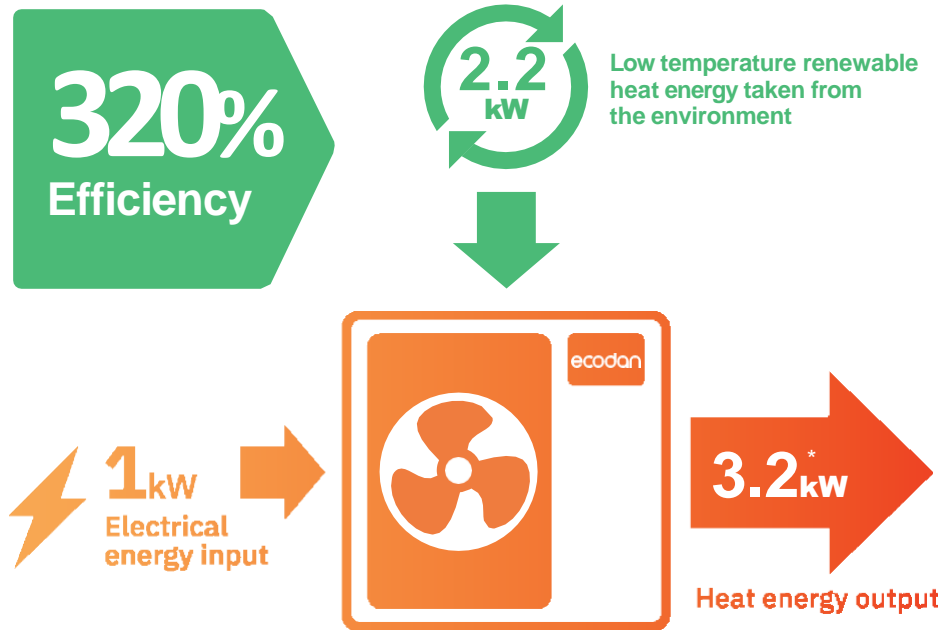 320%
Efficiency
2.2
kW
Low temperature renewable
heat energy taken from
the environment
ecodan
1kW
Electrical
energy input
3.2*kW
Heat energy output